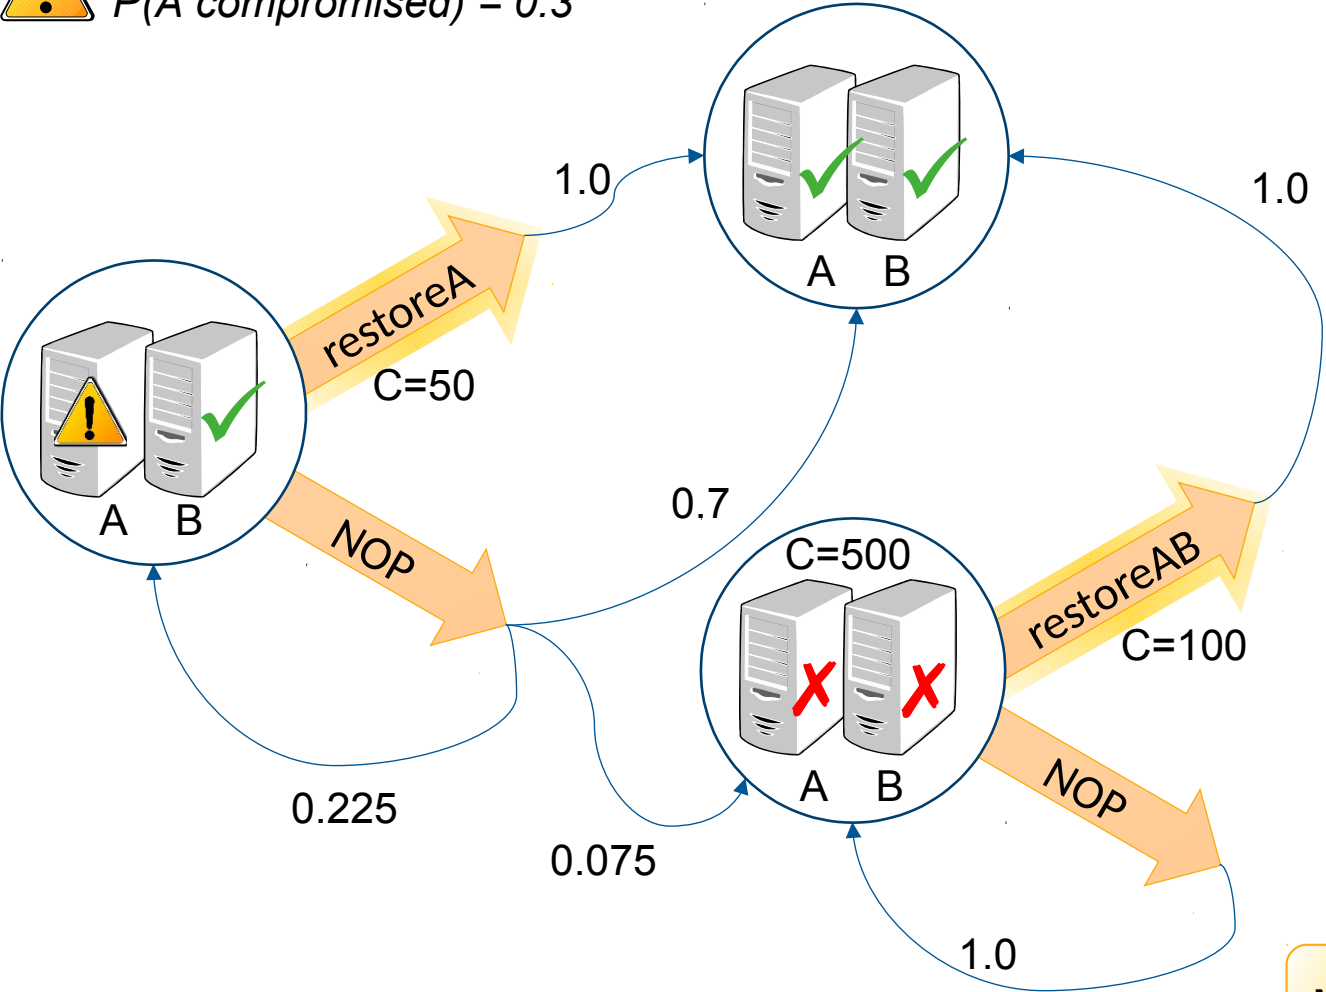 P(A compromised) = 0.3
1.0
1.0
restoreA
C=50
A B
A B
NOP
0.7
C=500
restoreAB
C=100
A B
NOP
0.225
0.075
1.0